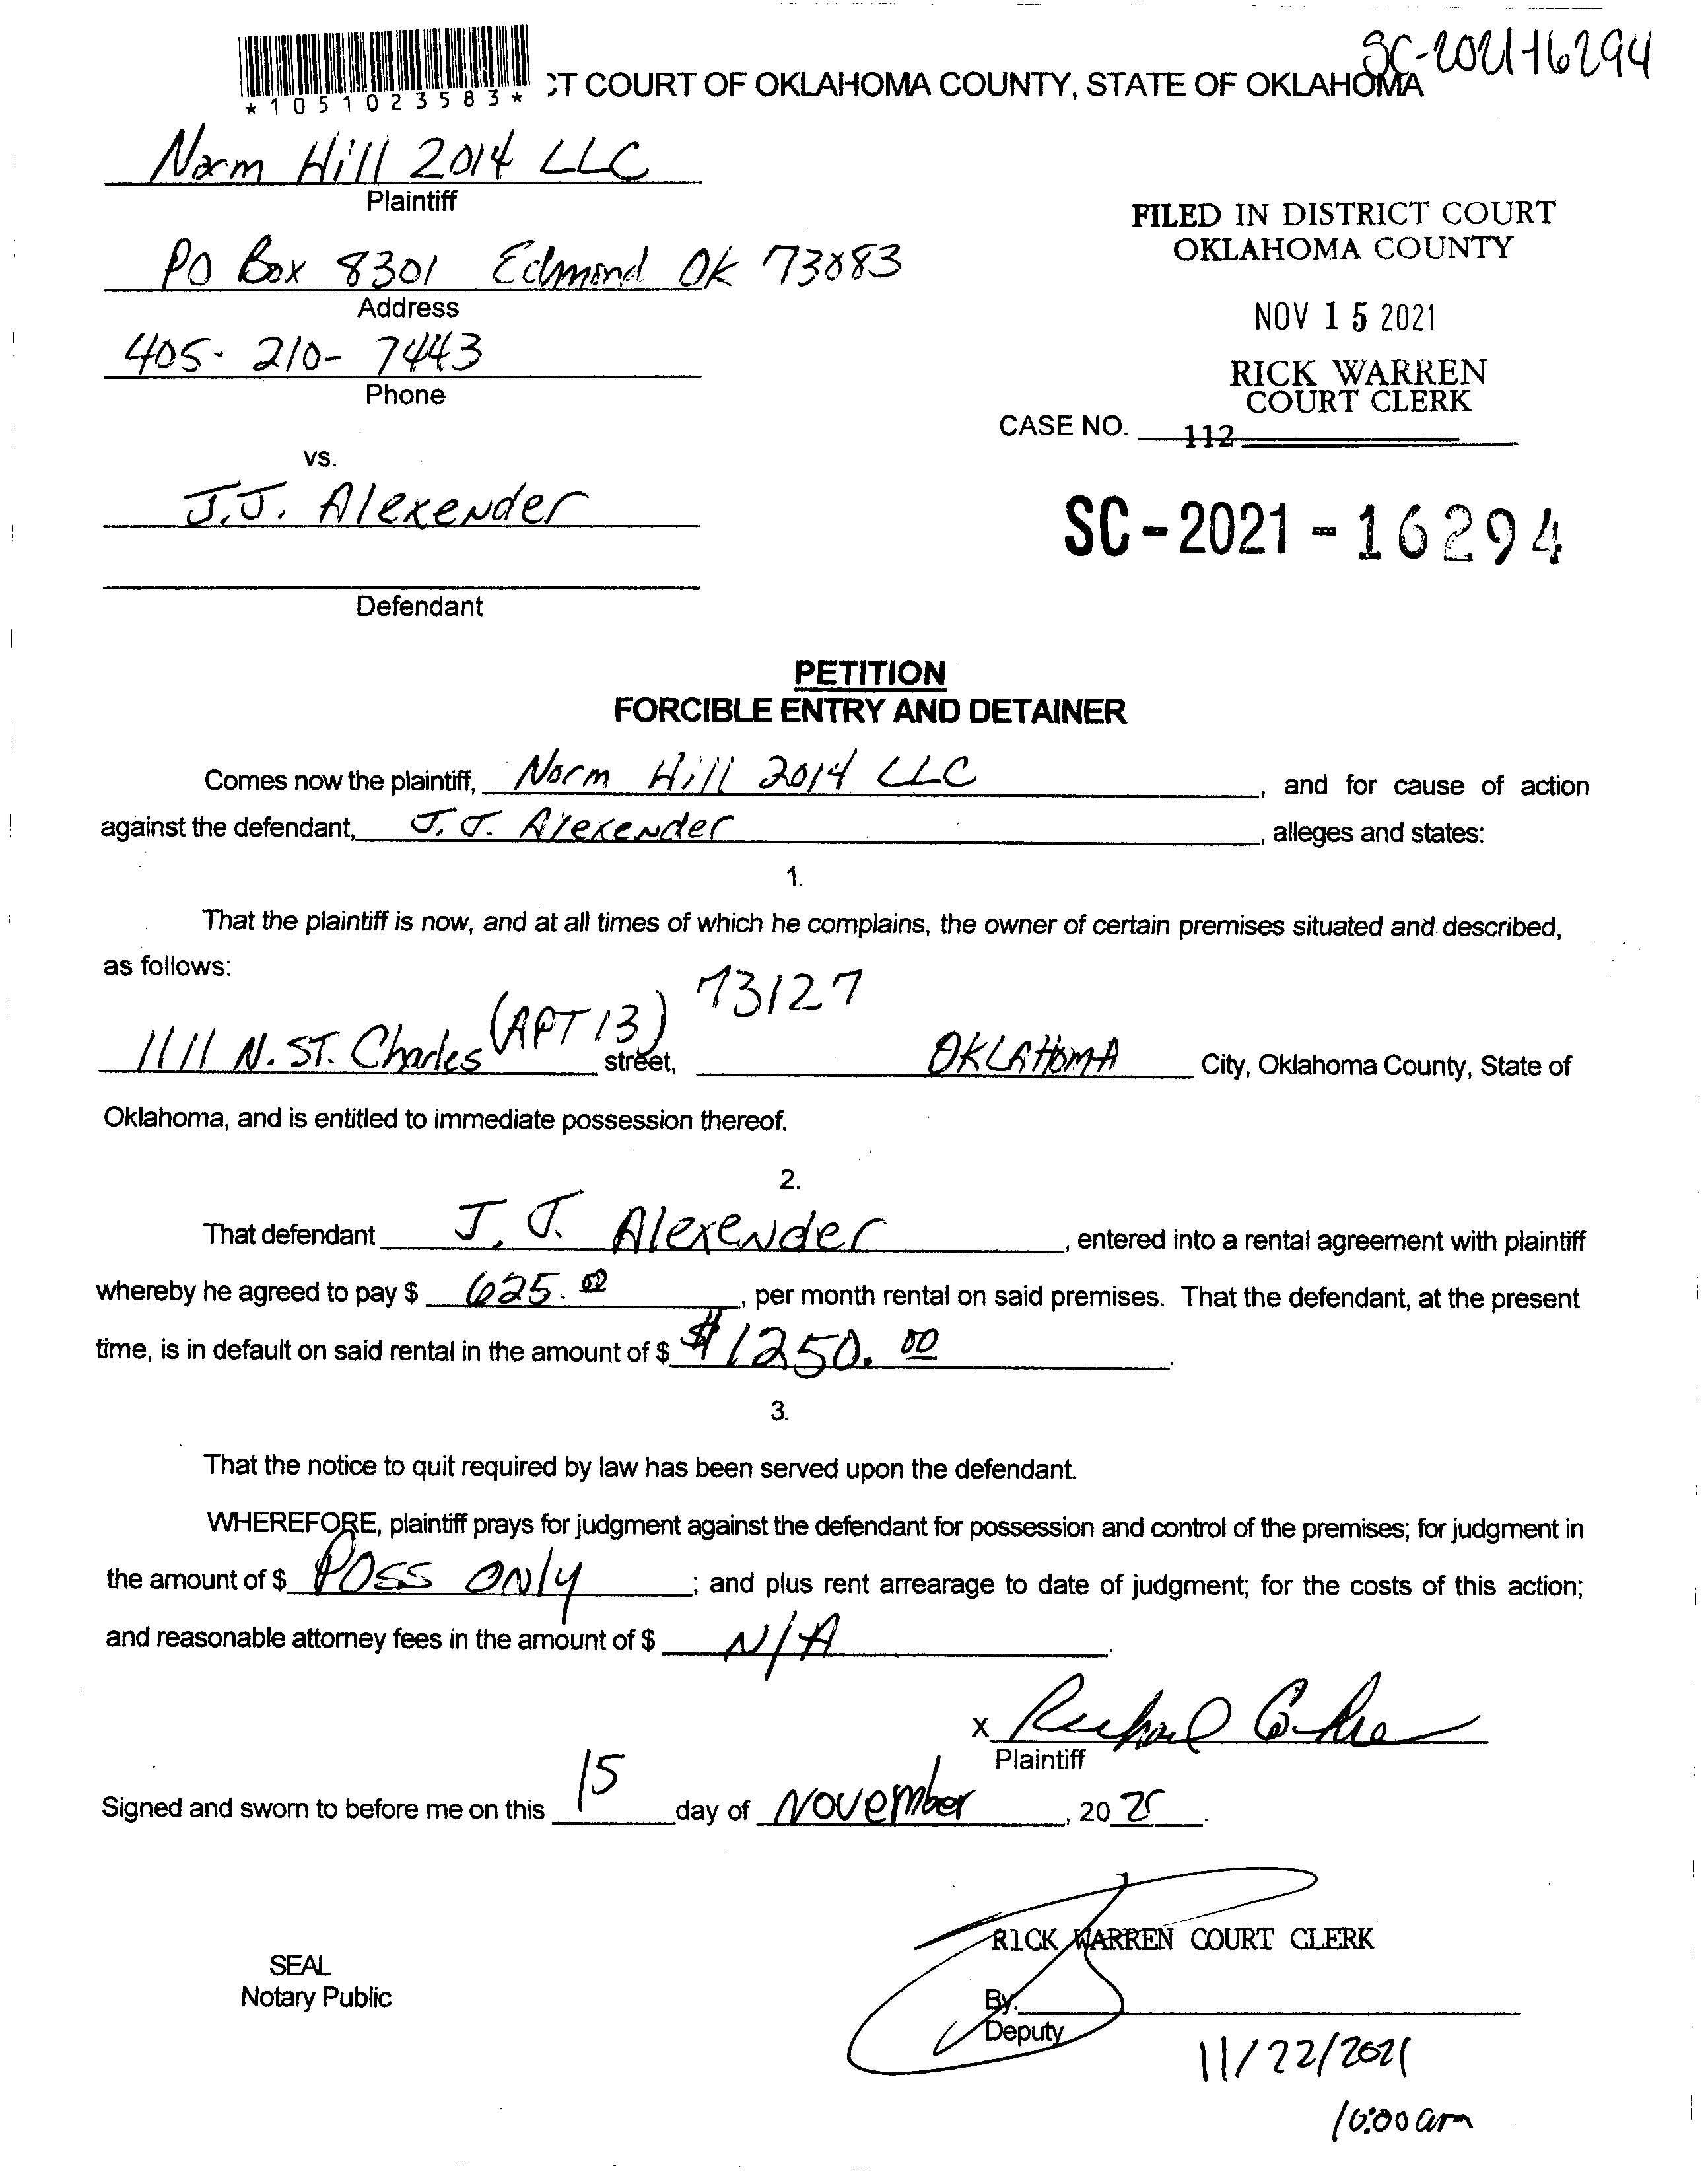 SC-2021-16294
*1051023583*
CT COURT OF OKLAHOMA COUNTY, STATE OF OKLAHOMA
Norm Hill 2014 LLC
Plaintiff
PO Box 8301 Edmond OK 73083
Address
405-210-7443
Phone
FILED IN DISTRICT COURT
OKLAHOMA COUNTY
NOV 15 2021
RICK WARREN
COURT CLERK
CASE NO. 112
vs.
J.J. Alexender
SC-2021-16294
Defendant
PETITION
FORCIBLE ENTRY AND DETAINER
Comes now the plaintiff, Norm Hill 2014 LLC, and for cause of action
against the defendant, J.J. Alexender, alleges and states:
1.
That the plaintiff is now, and at all times of which he complains, the owner of certain premises situated and described,
as follows:
73127
1111 N. ST. Charles (APT 13) street, OKLAHOMA City, Oklahoma County, State of
Oklahoma, and is entitled to immediate possession thereof.
2.
That defendant J.J. Alexender, entered into a rental agreement with plaintiff
whereby he agreed to pay $ 625.00, per month rental on said premises. That the defendant, at the present
time, is in default on said rental in the amount of $ $1250.00.
3.
That the notice to quit required by law has been served upon the defendant.
WHEREFORE, plaintiff prays for judgment against the defendant for possession and control of the premises; for judgment in
the amount of $ POSS ONly; and plus rent arrearage to date of judgment; for the costs of this action;
and reasonable attorney fees in the amount of $ N/A.
X
Plaintiff
Signed and sworn to before me on this 15 day of November, 20
RICK WARREN COURT CLERK
SEAL
Notary Public
By.
Deputy
11/22/2021
10:00 am